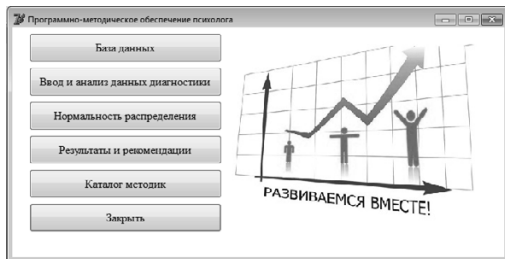 Программно-методическое обеспечение психолога
База данных
Ввод и анализ данных диагностики
Нормальность распределения
Результаты и рекомендации
Каталог методик
Закрыть
РАЗВИВАЕМСЯ ВМЕСТЕ!